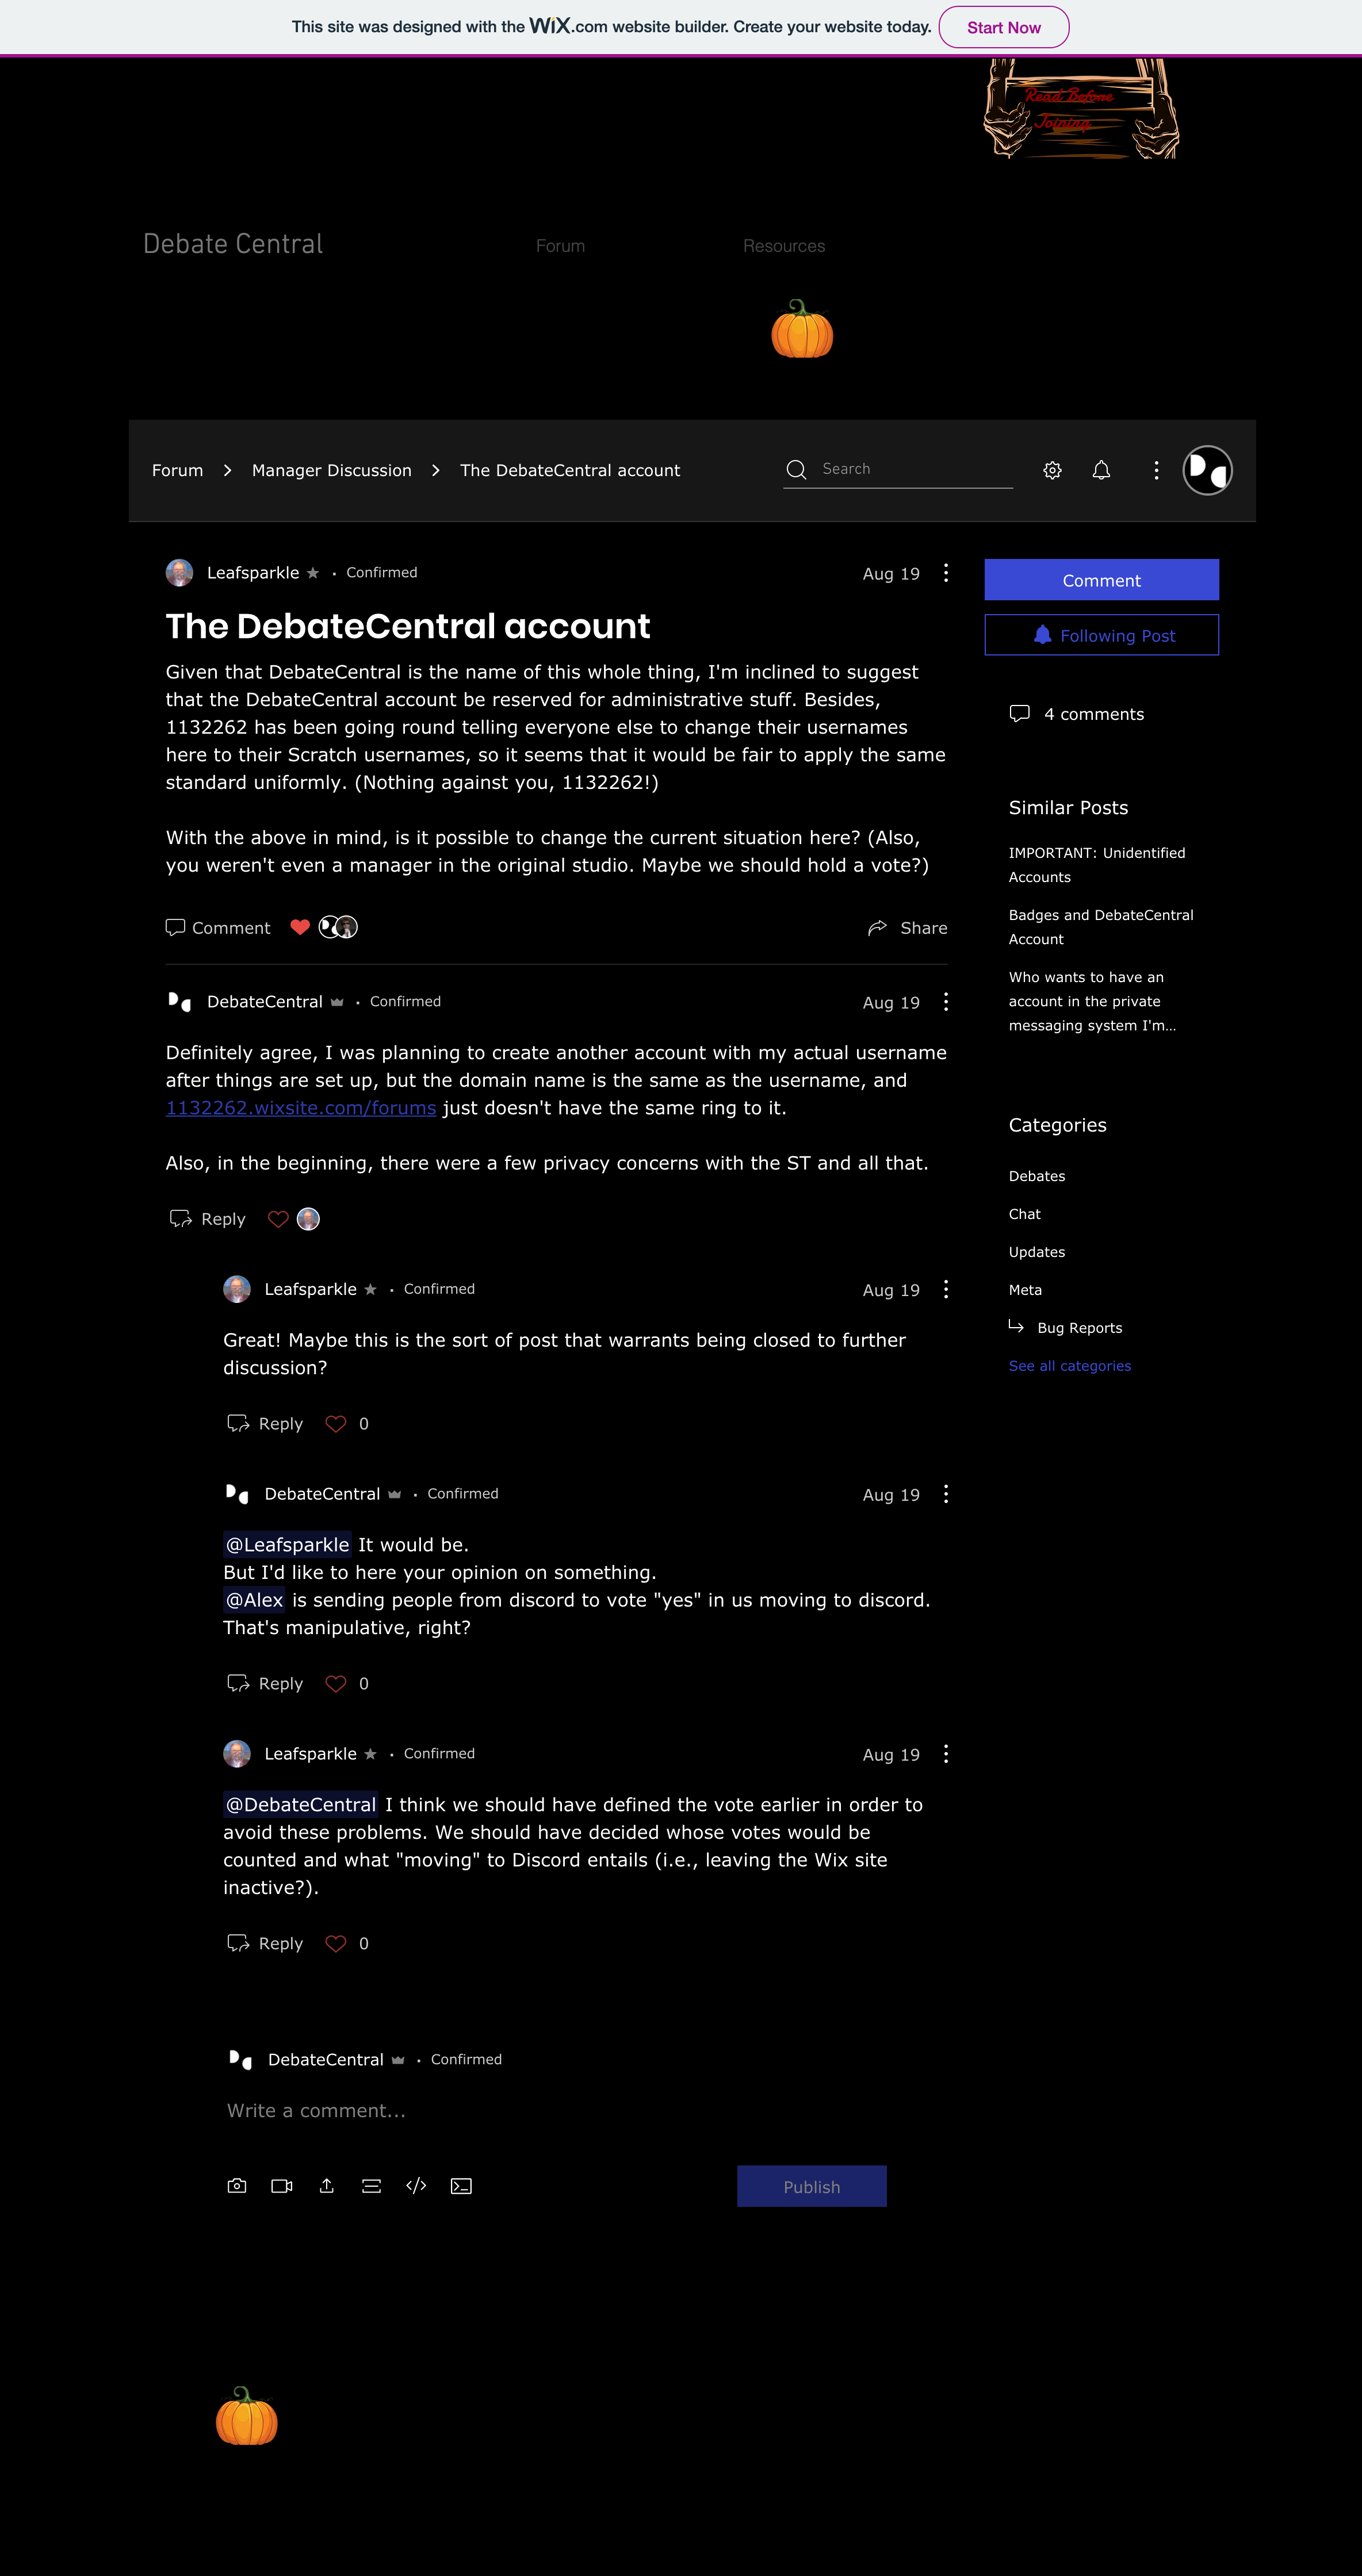 This site was designed with the WiX.com website builder. Create your website today.
Start Now
Read Before
Joining
Debate Central
Forum
Resources
Forum > Manager Discussion > The DebateCentral account
Search
Leafsparkle
Confirmed
Aug 19
The DebateCentral account
Given that DebateCentral is the name of this whole thing, I'm inclined to suggest
that the DebateCentral account be reserved for administrative stuff. Besides,
1132262 has been going round telling everyone else to change their usernames
here to their Scratch usernames, so it seems that it would be fair to apply the same
standard uniformly. (Nothing against you, 1132262!)
With the above in mind, is it possible to change the current situation here? (Also,
you weren't even a manager in the original studio. Maybe we should hold a vote?)
Comment
Share
DebateCentral
Confirmed
Aug 19
Definitely agree, I was planning to create another account with my actual username
after things are set up, but the domain name is the same as the username, and
1132262.wixsite.com/forums just doesn't have the same ring to it.
Also, in the beginning, there were a few privacy concerns with the ST and all that.
Reply
Leafsparkle
Confirmed
Aug 19
Great! Maybe this is the sort of post that warrants being closed to further
discussion?
Reply
0
DebateCentral
Confirmed
Aug 19
@Leafsparkle It would be.
But I'd like to here your opinion on something.
@Alex is sending people from discord to vote "yes" in us moving to discord.
That's manipulative, right?
Reply
0
Leafsparkle
Confirmed
Aug 19
@DebateCentral I think we should have defined the vote earlier in order to
avoid these problems. We should have decided whose votes would be
counted and what "moving" to Discord entails (i.e., leaving the Wix site
inactive?).
Reply
0
DebateCentral
Confirmed
Write a comment...
Publish
Comment
Following Post
4 comments
Similar Posts
IMPORTANT: Unidentified
Accounts
Badges and DebateCentral
Account
Who wants to have an
account in the private
messaging system I'm...
Categories
Debates
Chat
Updates
Meta
Bug Reports
See all categories